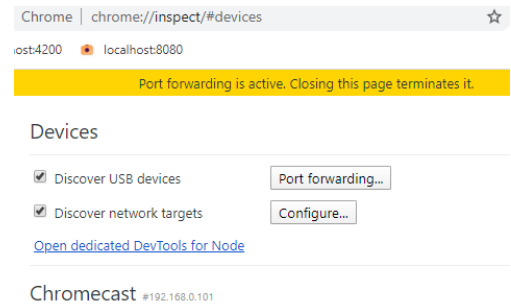 Chrome | chrome://inspect/#devices
ost:4200 localhost:8080
Port forwarding is active. Closing this page terminates it.
Devices
Discover USB devices Port forwarding...
Discover network targets Configure...
Open dedicated DevTools for Node
Chromecast #192.168.0.101